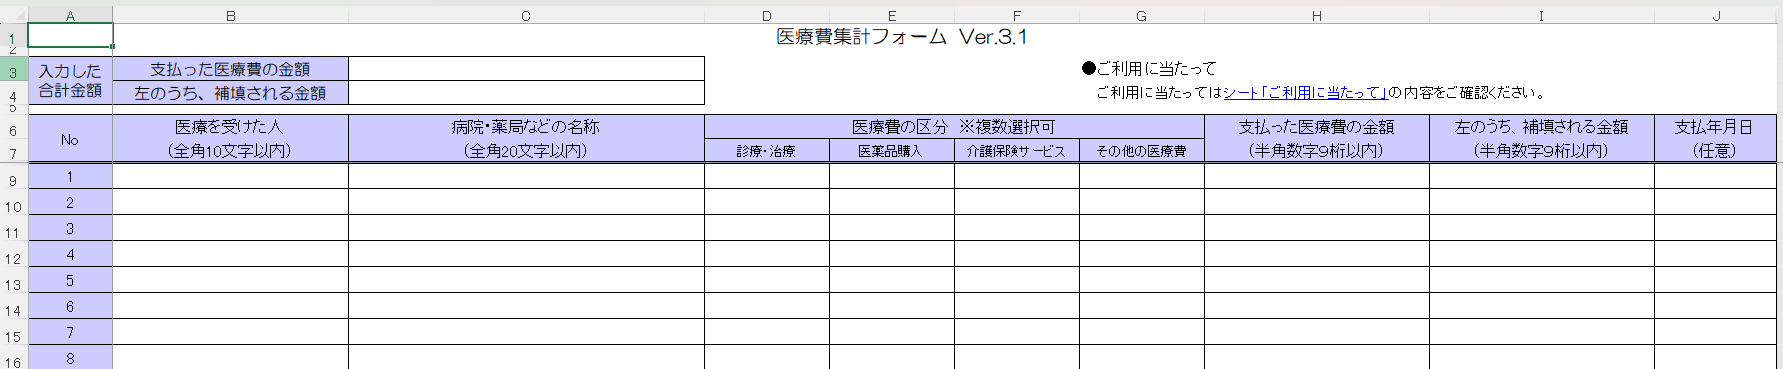 A B C D E F G H I J
1 医療費集計フォーム Ver.3.1
2
3 入力した 支払った医療費の金額 ●ご利用に当たって
4 合計金額 左のうち、補填される金額 ご利用に当たってはシート「ご利用に当たって」の内容をご確認ください。
5
6 No 医療を受けた人 病院・薬局などの名称 医療費の区分 ※複数選択可 支払った医療費の金額 左のうち、補填される金額 支払年月日
7 (全角10文字以内) (全角20文字以内) 診療・治療 医薬品購入 介護保険サービス その他の医療費 (半角数字9桁以内) (半角数字9桁以内) (任意)
9 1
10 2
11 3
12 4
13 5
14 6
15 7
16 8